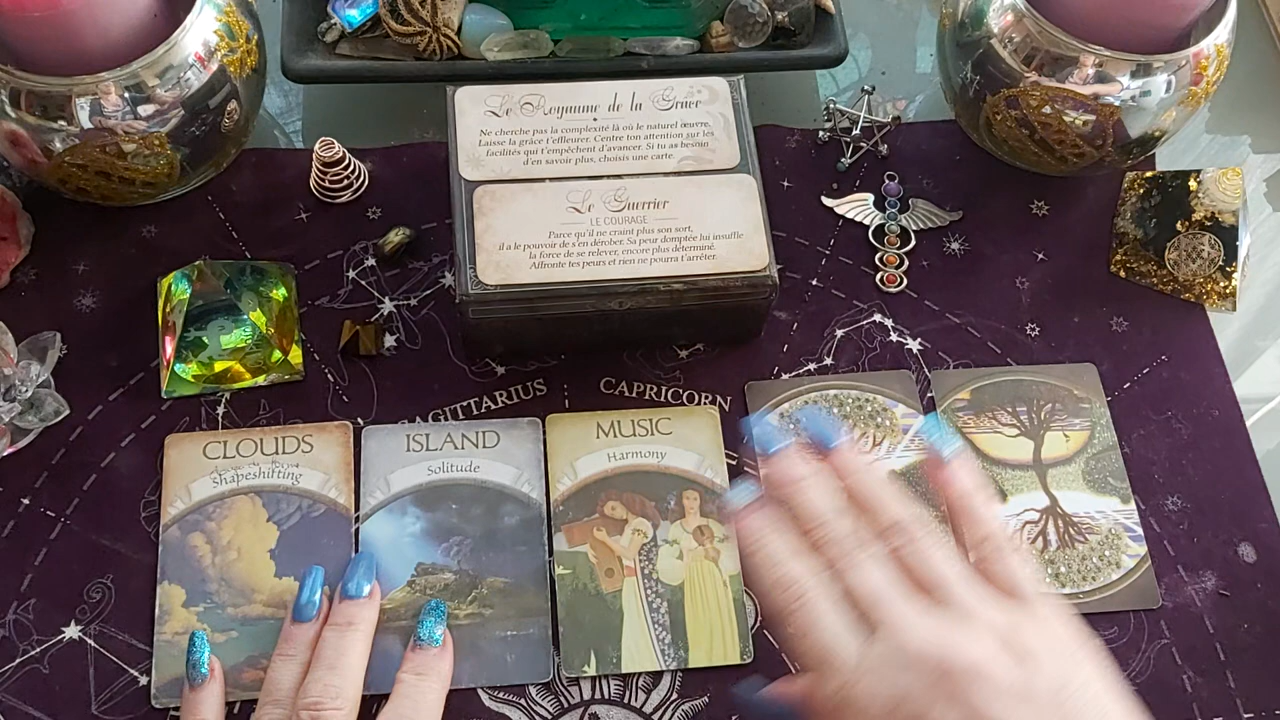 Le Royaume de la Grâce
Ne cherche pas la complexité là où le naturel œuvre.
Laisse la grâce t'effleurer. Centre ton attention sur les
facilités qui t'empêchent d'avancer. Si tu as besoin
d'en savoir plus, choisis une carte.
Le Guerrier
LE COURAGE
Parce qu'il ne craint plus son sort,
il a le pouvoir de s'en dérober. Sa peur domptée lui insuffle
la force de se relever, encore plus déterminé.
Affronte tes peurs et rien ne pourra t'arrêter.
SAGITTARIUS
CAPRICORN
CLOUDS
Shapeshifting
ISLAND
Solitude
MUSIC
Harmony